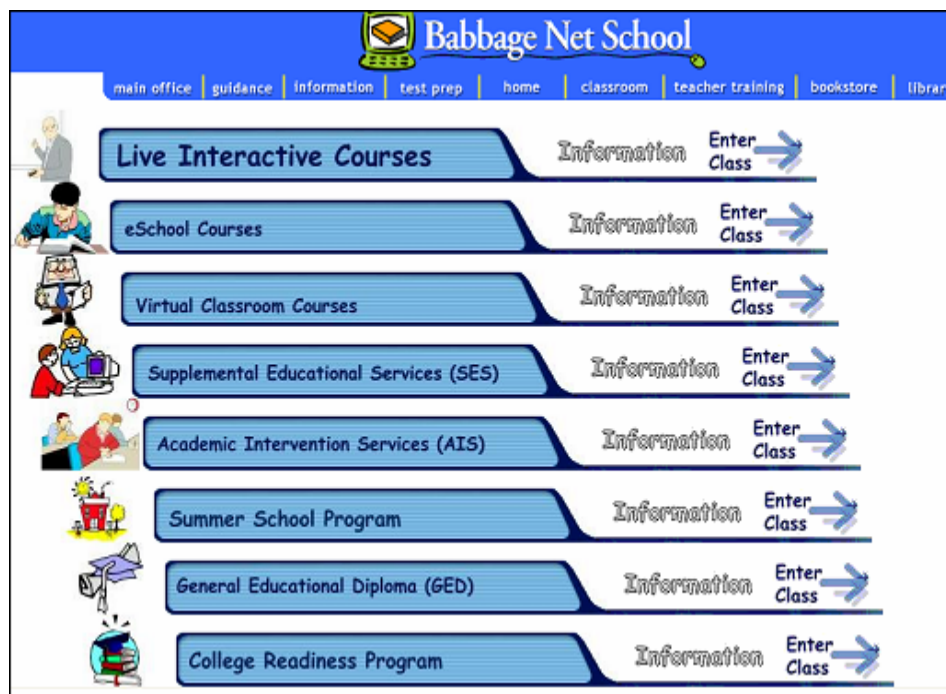 Babbage Net School
main office guidance information test prep home classroom teacher training bookstore
Live Interactive Courses Information Enter Class
eSchool Courses Information Enter Class
Virtual Classroom Courses Information Enter Class
Supplemental Educational Services (SES) Information Enter Class
Academic Intervention Services (AIS) Information Enter Class
Summer School Program Information Enter Class
General Educational Diploma (GED) Information Enter Class
College Readiness Program Information Enter Class